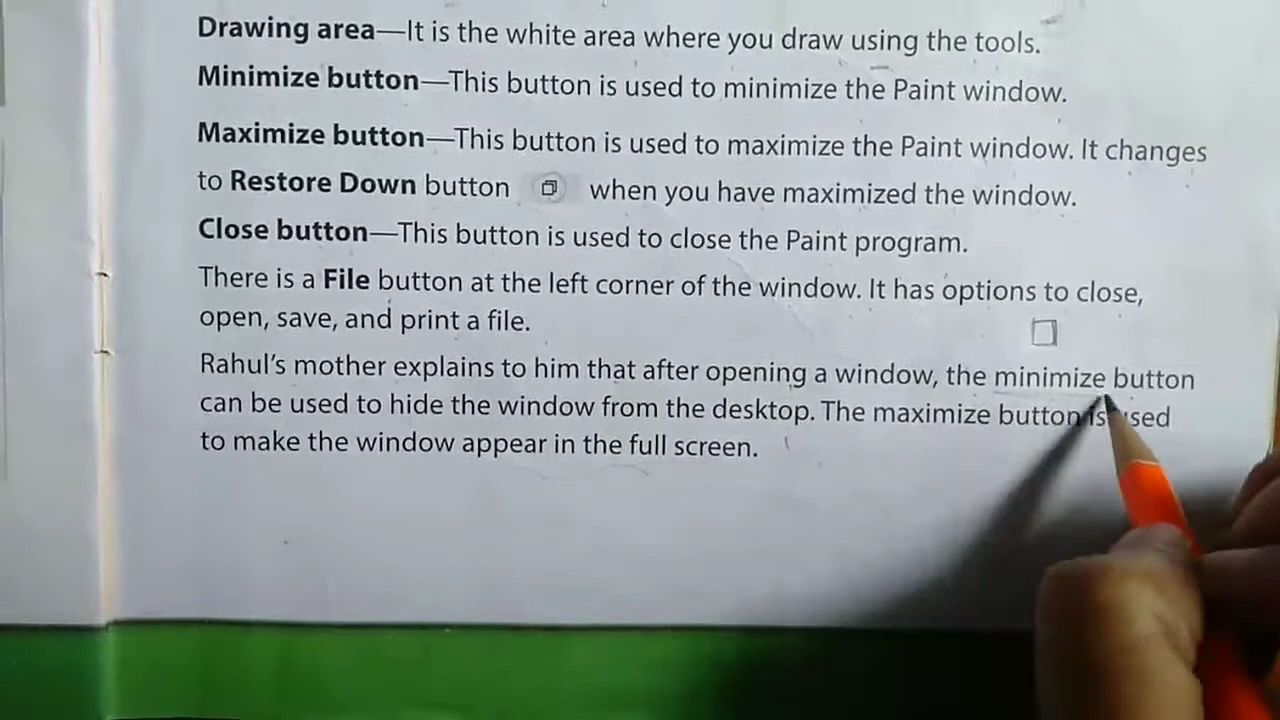 Drawing area—It is the white area where you draw using the tools.
Minimize button—This button is used to minimize the Paint window.
Maximize button—This button is used to maximize the Paint window. It changes
to Restore Down button when you have maximized the window.
Close button—This button is used to close the Paint program.
There is a File button at the left corner of the window. It has options to close,
open, save, and print a file.
Rahul's mother explains to him that after opening a window, the minimize button
can be used to hide the window from the desktop. The maximize button is used
to make the window appear in the full screen.